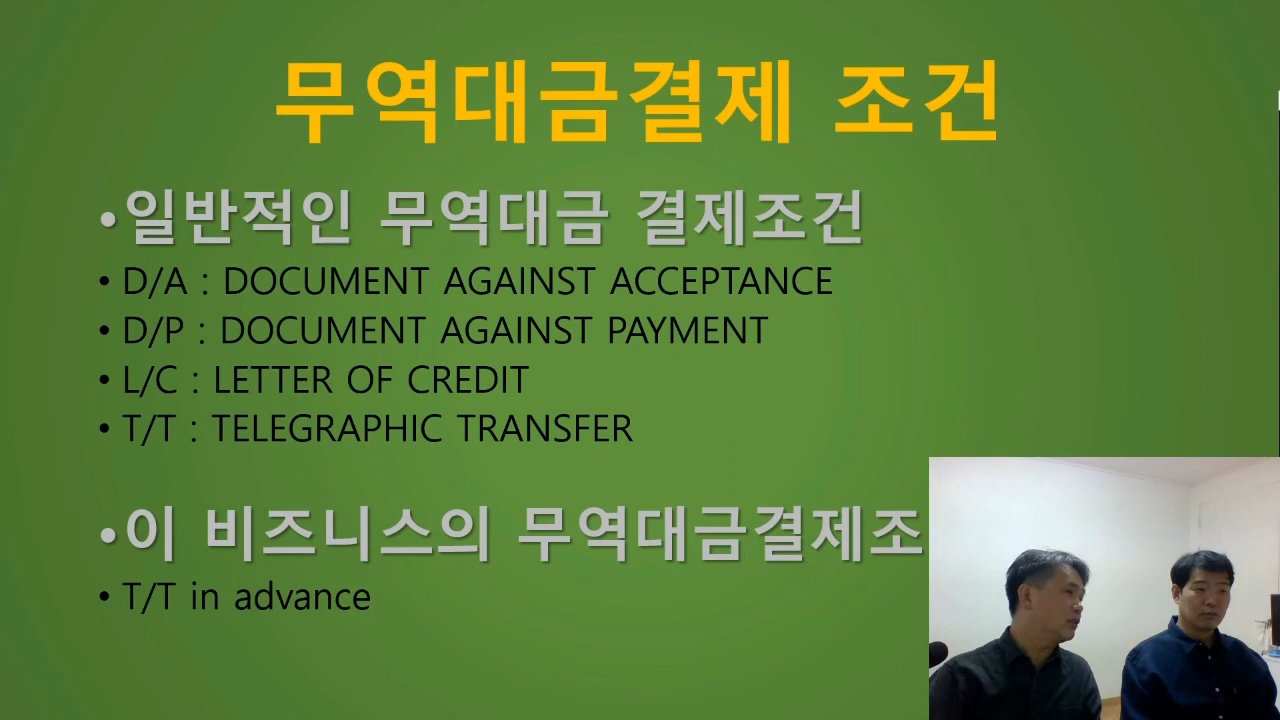 무역대금결제 조건
•일반적인 무역대금 결제조건
• D/A : DOCUMENT AGAINST ACCEPTANCE
• D/P : DOCUMENT AGAINST PAYMENT
• L/C : LETTER OF CREDIT
• T/T : TELEGRAPHIC TRANSFER
•이 비즈니스의 무역대금결제조
• T/T in advance